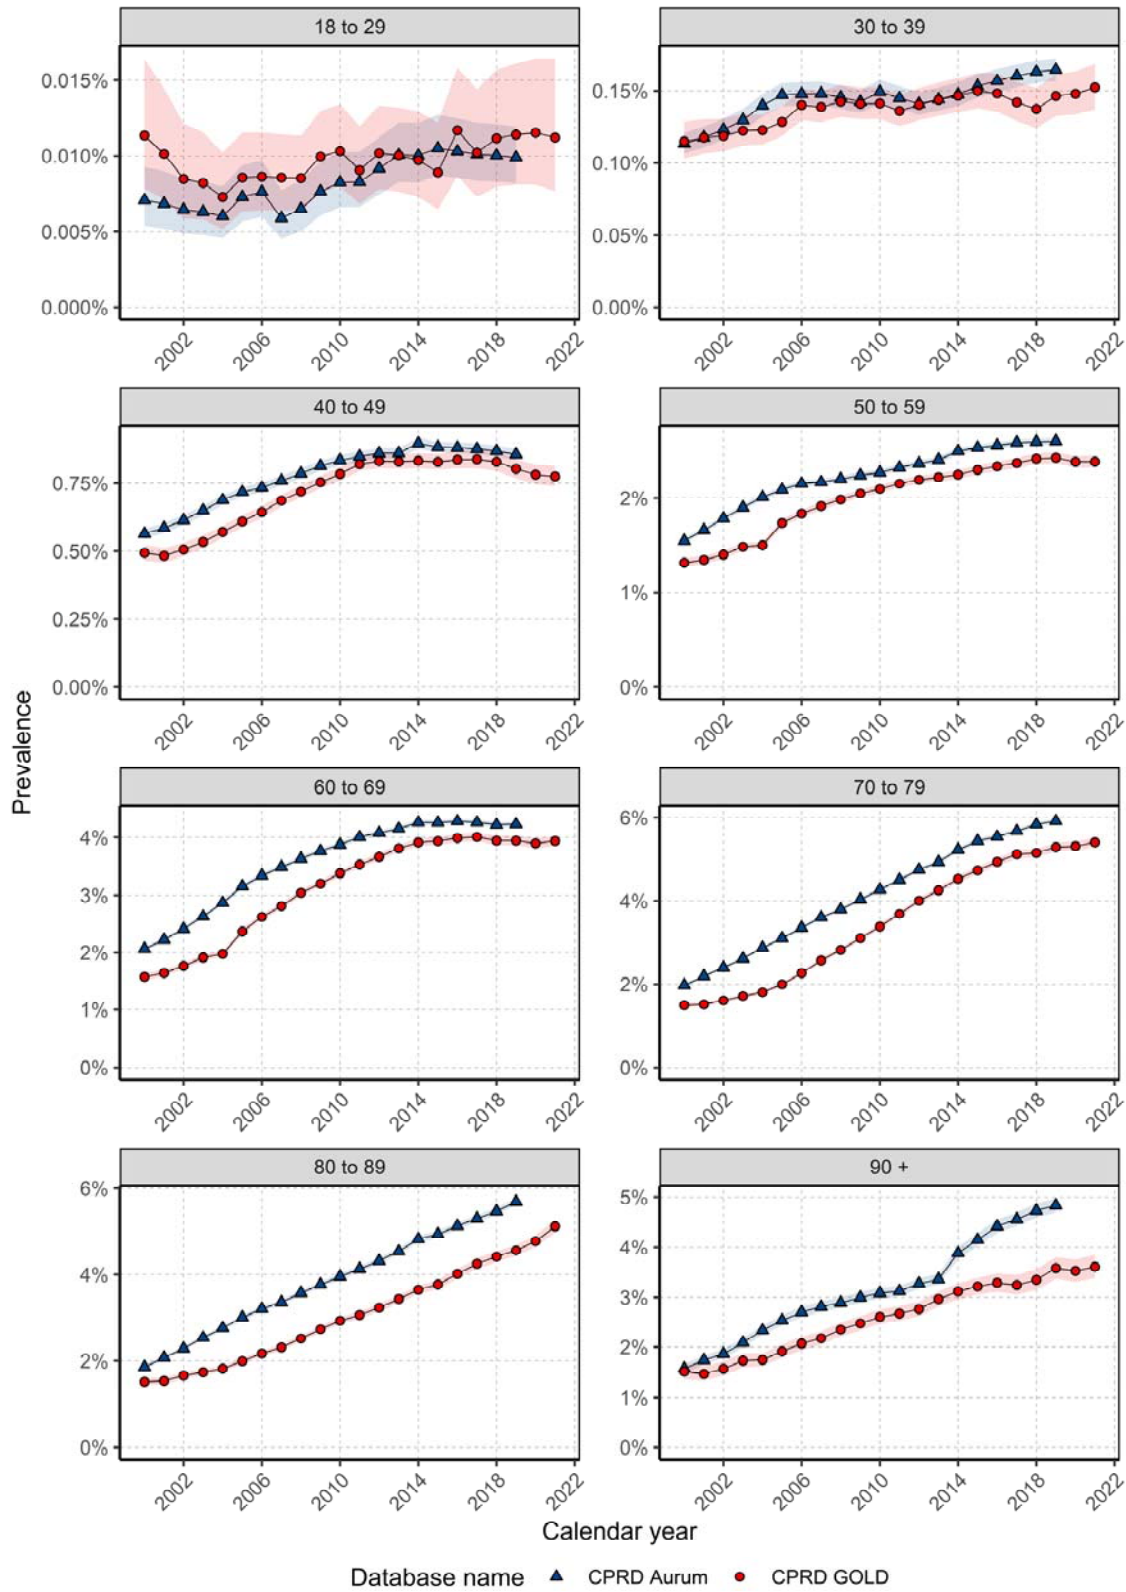 18 to 29
30 to 39
0.015%
0.010%
0.005%
0.000%
0.15%
0.10%
0.05%
0.00%
2002 2006 2010 2014 2018 2022
2002 2006 2010 2014 2018 2022
40 to 49
50 to 59
0.75%
0.50%
0.25%
0.00%
2%
1%
0%
2002 2006 2010 2014 2018 2022
2002 2006 2010 2014 2018 2022
Prevalence
60 to 69
70 to 79
4%
3%
2%
1%
0%
6%
4%
2%
0%
2002 2006 2010 2014 2018 2022
2002 2006 2010 2014 2018 2022
80 to 89
90 +
6%
4%
2%
0%
5%
4%
3%
2%
1%
0%
2002 2006 2010 2014 2018 2022
2002 2006 2010 2014 2018 2022
Calendar year
Database name CPRD Aurum CPRD GOLD